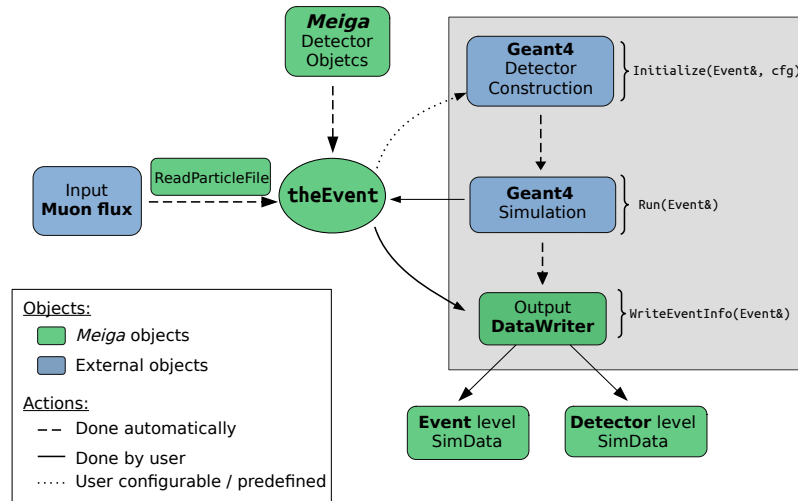 Meiga
Detector
Objetcs
Geant4
Detector
Construction
Initialize(Event&, cfg)
ReadParticleFile
Input
Muon flux
theEvent
Geant4
Simulation
Run(Event&)
Output
DataWriter
WriteEventInfo(Event&)
Objects:
Meiga objects
External objects
Actions:
Done automatically
Done by user
User configurable / predefined
Event level
SimData
Detector level
SimData